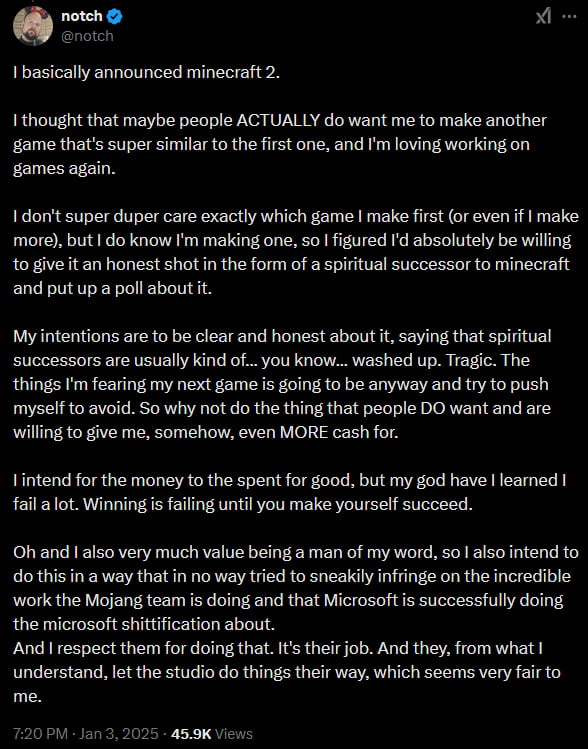 notch
@notch
I basically announced minecraft 2.
I thought that maybe people ACTUALLY do want me to make another
game that's super similar to the first one, and I'm loving working on
games again.
I don't super duper care exactly which game I make first (or even if I make
more), but I do know I'm making one, so I figured I'd absolutely be willing
to give it an honest shot in the form of a spiritual successor to minecraft
and put up a poll about it.
My intentions are to be clear and honest about it, saying that spiritual
successors are usually kind of... you know... washed up. Tragic. The
things I'm fearing my next game is going to be anyway and try to push
myself to avoid. So why not do the thing that people DO want and are
willing to give me, somehow, even MORE cash for.
I intend for the money to the spent for good, but my god have I learned I
fail a lot. Winning is failing until you make yourself succeed.
Oh and I also very much value being a man of my word, so I also intend to
do this in a way that in no way tried to sneakily infringe on the incredible
work the Mojang team is doing and that Microsoft is successfully doing
the microsoft shittification about.
And I respect them for doing that. It's their job. And they, from what I
understand, let the studio do things their way, which seems very fair to
me.
7:20 PM · Jan 3, 2025 · 45.9K Views